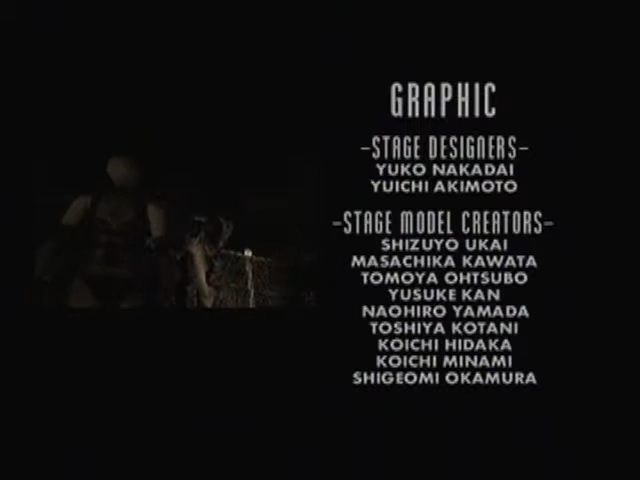 GRAPHIC
-STAGE DESIGNERS-
YUKO NAKADAI
YUICHI AKIMOTO
-STAGE MODEL CREATORS-
SHIZUYO UKAI
MASACHIKA KAWATA
TOMOYA OHTSUBO
YUSUKE KAN
NAOHIRO YAMADA
TOSHIYA KOTANI
KOICHI HIDAKA
KOICHI MINAMI
SHIGEOMI OKAMURA